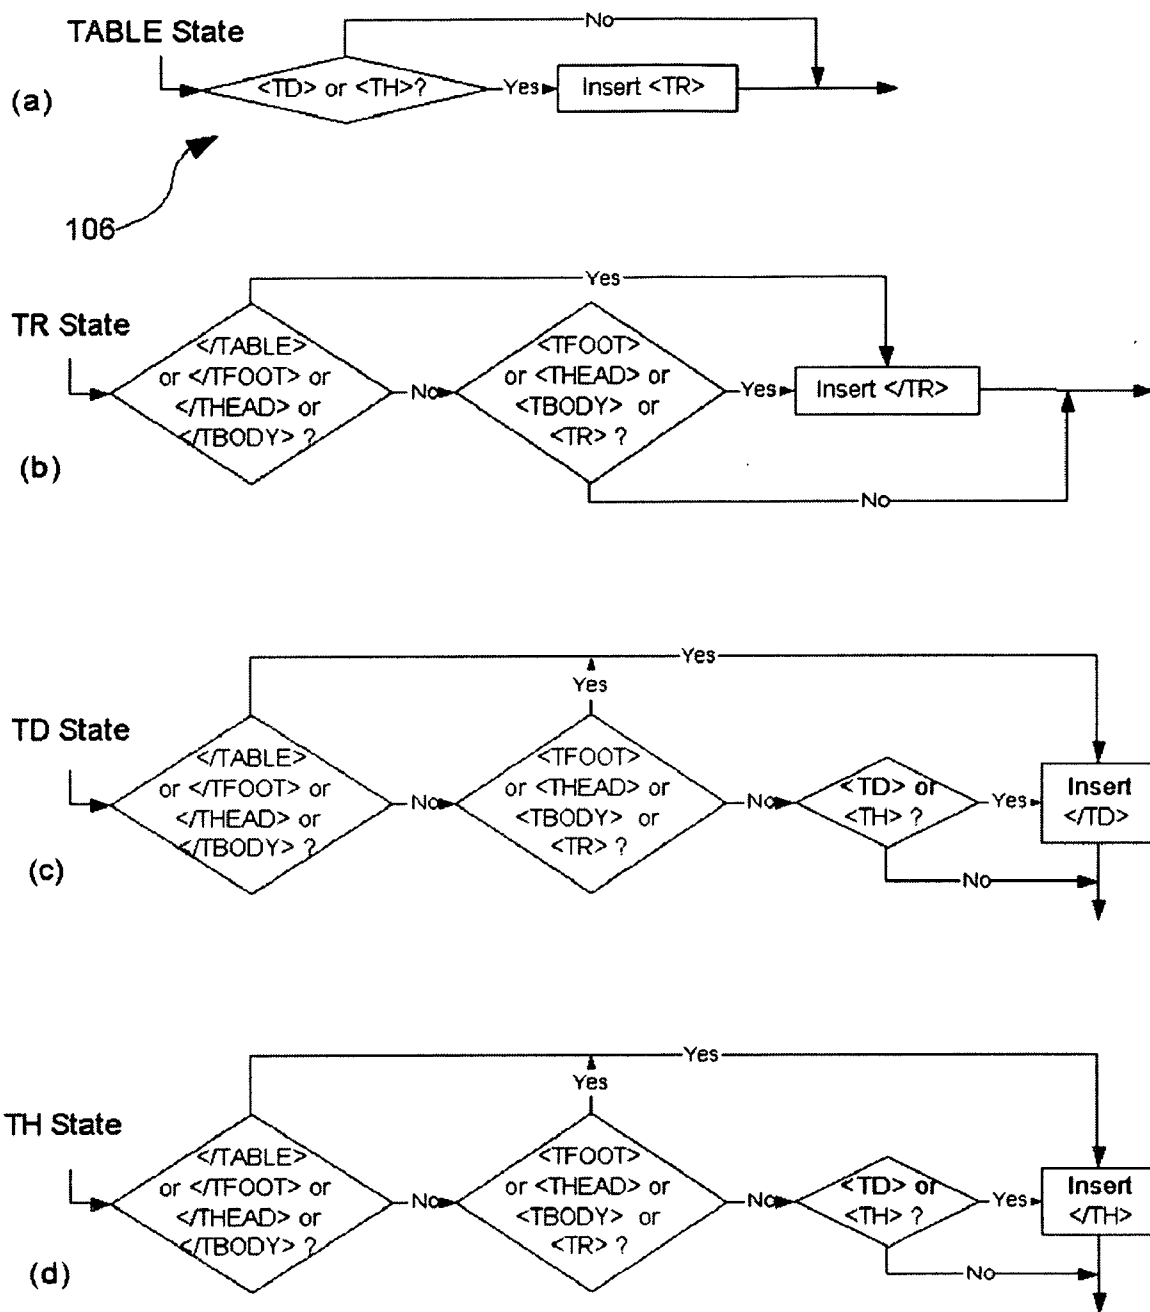 TABLE State
No
<TD> or <TH>?
Yes
Insert <TR>
(a)
106
Yes
TR State
</TABLE>
or </TFOOT> or
</THEAD> or
</TBODY> ?
No
<TFOOT>
or <THEAD> or
<TBODY> or
<TR> ?
Yes
Insert </TR>
(b)
No
Yes
Yes
TD State
</TABLE>
or </TFOOT> or
</THEAD> or
</TBODY> ?
No
<TFOOT>
or <THEAD> or
<TBODY> or
<TR> ?
No
<TD> or
<TH> ?
Yes
Insert
</TD>
(c)
No
Yes
Yes
TH State
</TABLE>
or </TFOOT> or
</THEAD> or
</TBODY> ?
No
<TFOOT>
or <THEAD> or
<TBODY> or
<TR> ?
No
<TD> or
<TH> ?
Yes
Insert
</TH>
(d)
No